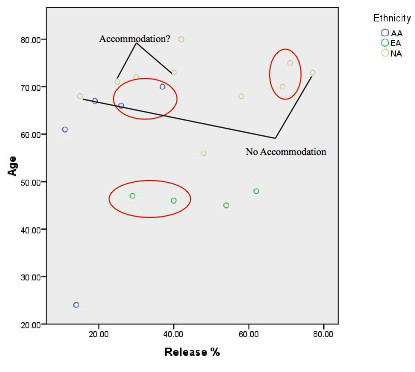 Ethnicity
AA
EA
NA
Accommodation?
No Accommodation
Age
80.00
70.00
60.00
50.00
40.00
30.00
20.00
20.00
40.00
60.00
80.00
Release %